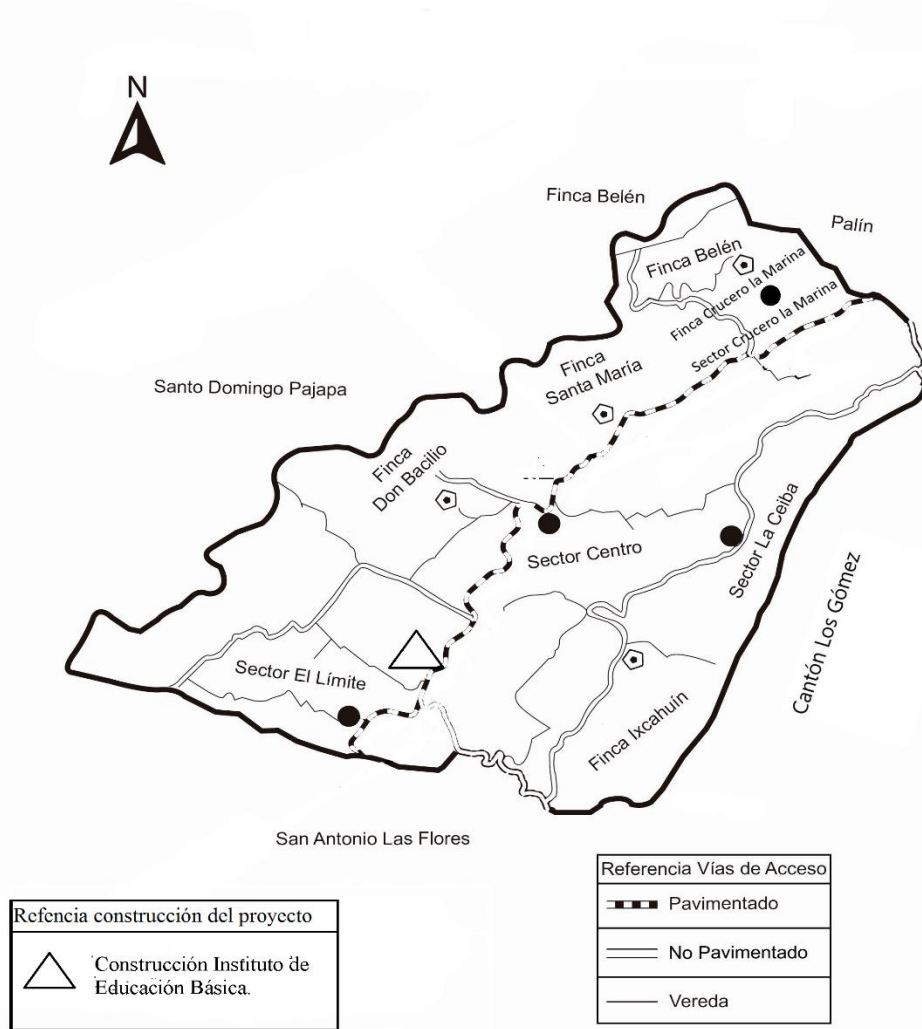 N
Finca Belén
Palín
Finca Belén
Finca Crucero la Marina
Sector Crucero la Marina
Finca
Santa María
Santo Domingo Pajapa
Finca
Don Bacilio
Sector Centro
Sector La Ceiba
Cantón Los Gómez
Sector El Límite
Finca Ixcahuín
San Antonio Las Flores
Referencia Vías de Acceso
Pavimentado
No Pavimentado
Vereda
Refencia construcción del proyecto
Construcción Instituto de
Educación Básica.